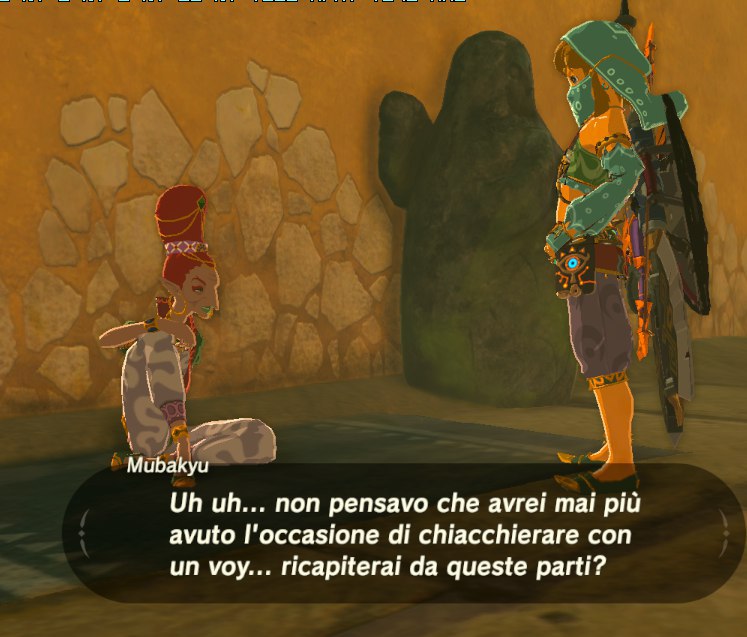 Mubakyu
Uh uh... non pensavo che avrei mai più
avuto l'occasione di chiacchierare con
un voy... ricapiterai da queste parti?